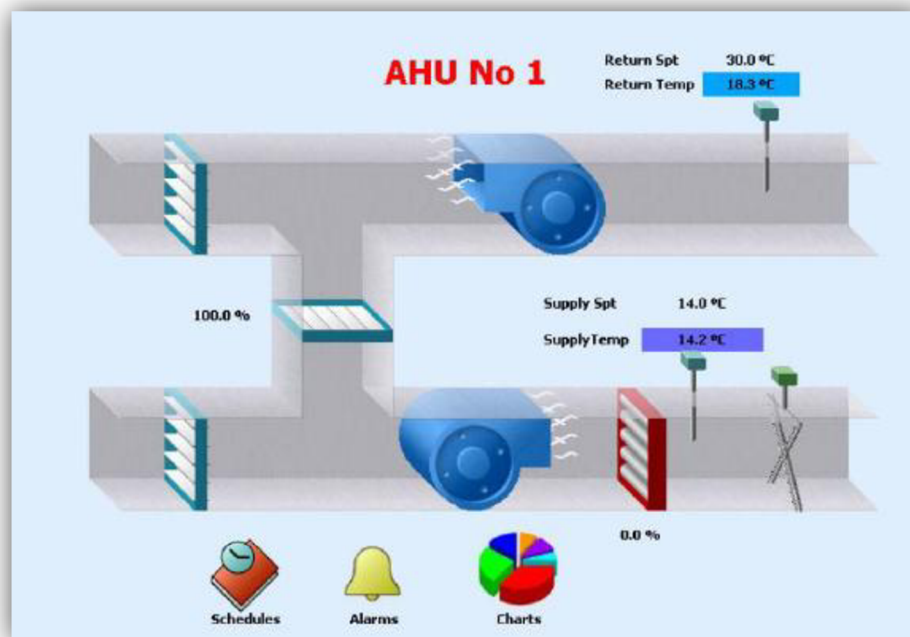 AHU No 1
Return Spt 30.0 ºC
Return Temp 18.3 ºC
100.0 %
Supply Spt 14.0 ºC
SupplyTemp 14.2 ºC
0.0 %
Schedules Alarms Charts